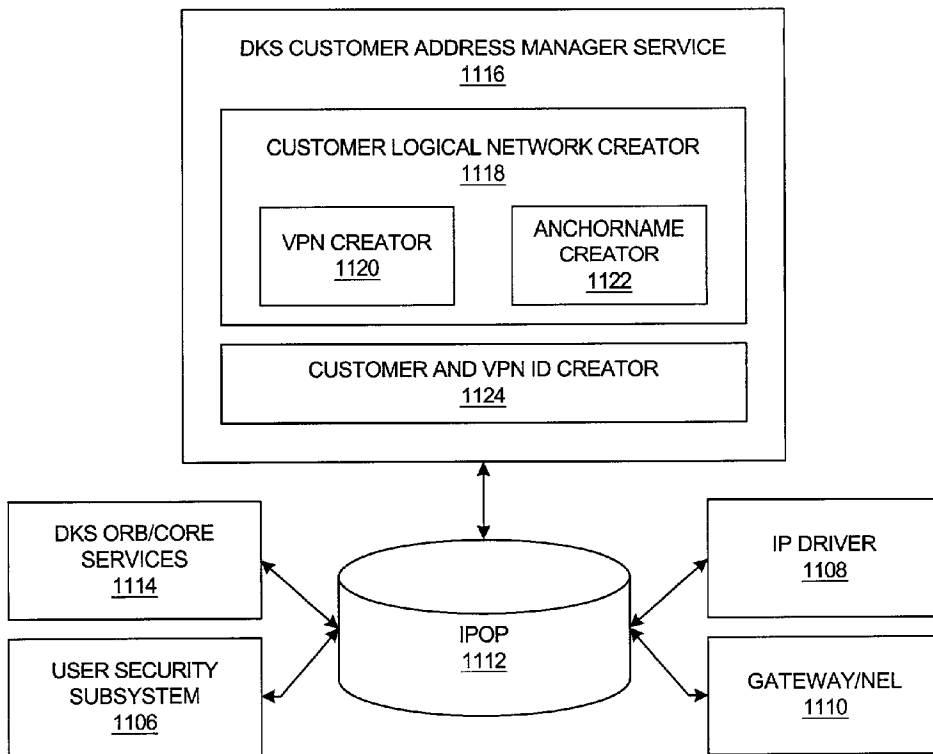 DKS CUSTOMER ADDRESS MANAGER SERVICE
1116
CUSTOMER LOGICAL NETWORK CREATOR
1118
VPN CREATOR
1120
ANCHORNAME
CREATOR
1122
CUSTOMER AND VPN ID CREATOR
1124
DKS ORB/CORE
SERVICES
1114
USER SECURITY
SUBSYSTEM
1106
IPOP
1112
IP DRIVER
1108
GATEWAY/NEL
1110